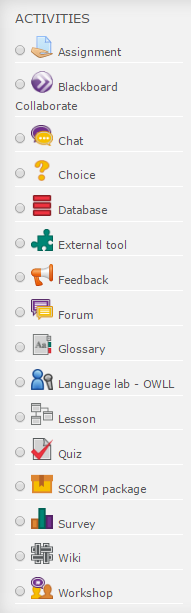 ACTIVITIES
Assignment
Blackboard
Collaborate
Chat
Choice
Database
External tool
Feedback
Forum
Glossary
Language lab - OWLL
Lesson
Quiz
SCORM package
Survey
Wiki
Workshop